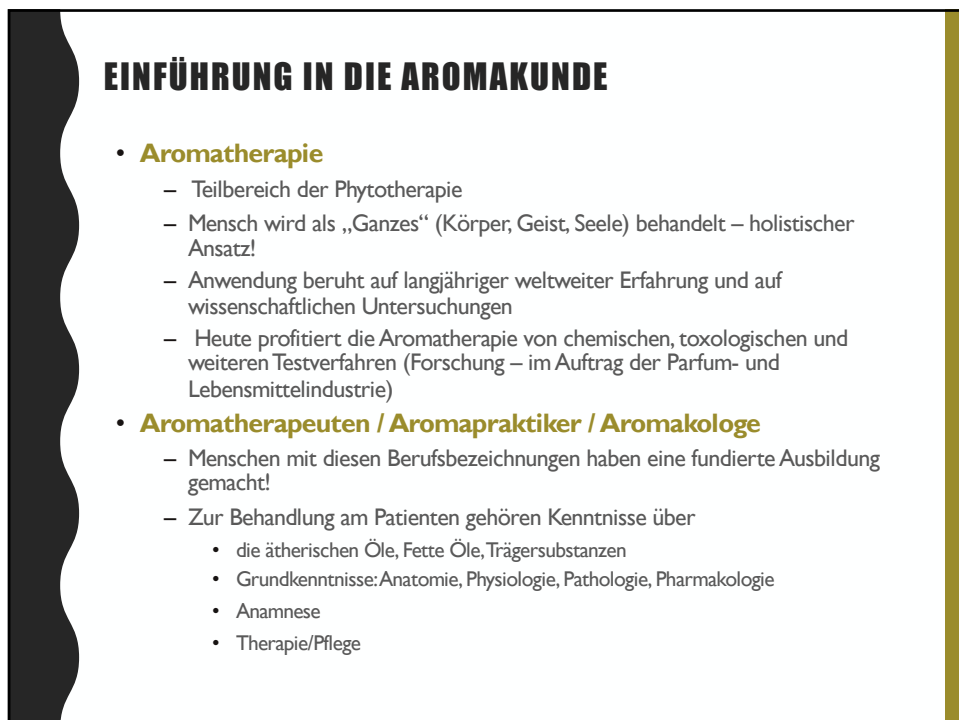 EINFÜHRUNG IN DIE AROMAKUNDE
• Aromatherapie
– Teilbereich der Phytotherapie
– Mensch wird als „Ganzes“ (Körper, Geist, Seele) behandelt – holistischer
Ansatz!
– Anwendung beruht auf langjähriger weltweiter Erfahrung und auf
wissenschaftlichen Untersuchungen
– Heute profitiert die Aromatherapie von chemischen, toxologischen und
weiteren Testverfahren (Forschung – im Auftrag der Parfum- und
Lebensmittelindustrie)
• Aromatherapeuten / Aromapraktiker / Aromakologe
– Menschen mit diesen Berufsbezeichnungen haben eine fundierte Ausbildung
gemacht!
– Zur Behandlung am Patienten gehören Kenntnisse über
• die ätherischen Öle, Fette Öle, Trägersubstanzen
• Grundkenntnisse: Anatomie, Physiologie, Pathologie, Pharmakologie
• Anamnese
• Therapie/Pflege